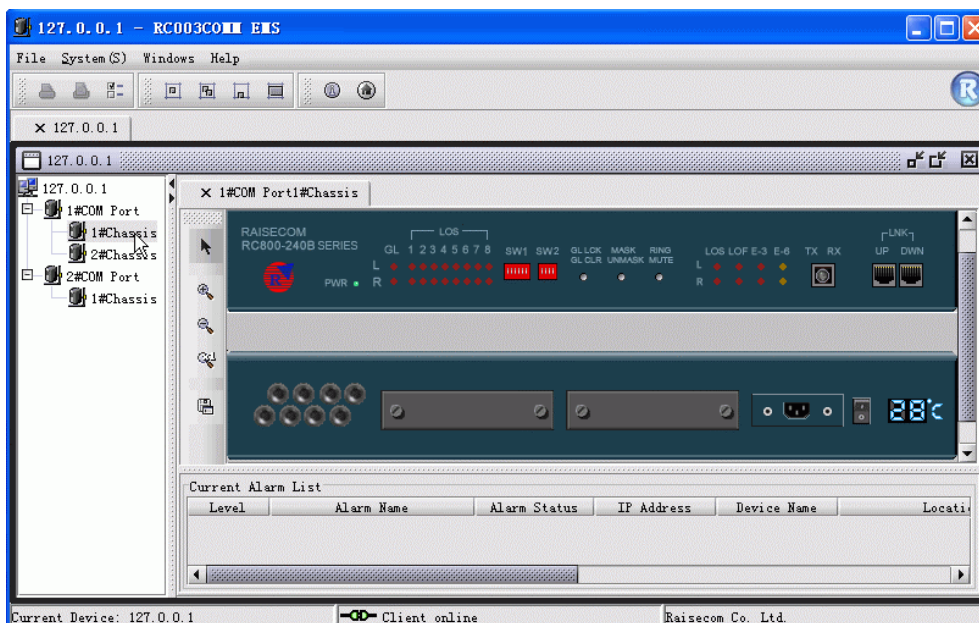 127.0.0.1 - RC003COMM EMS
File System(S) Windows Help
R
127.0.0.1
127.0.0.1
127.0.0.1
1#COM Port
1#Chassis
2#Chassis
2#COM Port
1#Chassis
1#COM Port1#Chassis
RAISECOM
RC800-240B SERIES
LOS
GL 1 2 3 4 5 6 7 8
L
PWR R
SW1 SW2
GL LCK MASK RING
GL CLR UNMASK MUTE
LOS LOF E-3 E-6 TX RX
L
R
LNK
UP DWN
R
℃
Current Alarm List
Level Alarm Name Alarm Status IP Address Device Name
Current Device: 127.0.0.1 Client online Raisecom Co. Ltd.